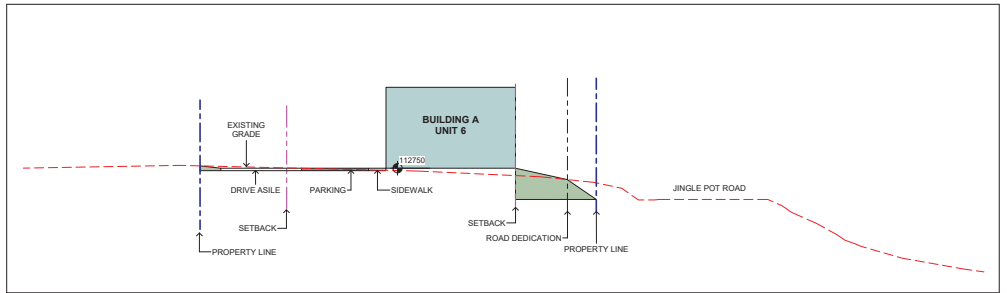 BUILDING A
UNIT 6
EXISTING
GRADE
112750
DRIVE ASILE
PARKING
SIDEWALK
JINGLE POT ROAD
SETBACK
SETBACK
ROAD DEDICATION
PROPERTY LINE
PROPERTY LINE